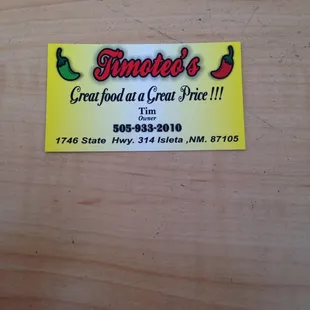 Timoteo's
Great food at a Great Price !!!
Tim
Owner
505-933-2010
1746 State Hwy. 314 Isleta ,NM. 87105